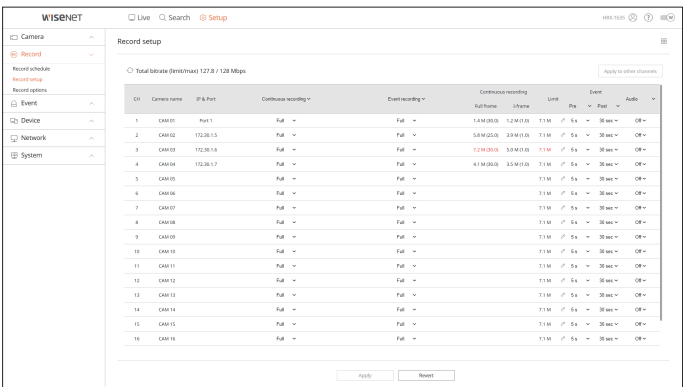 WISENET
Live Search Setup
HRX-1635
Camera
Record
Record schedule
Record setup
Record options
Event
Device
Network
System
Record setup
Total bitrate (limit/max) 127.8 / 128 Mbps
Apply to other channels
CH Camera name IP & Port Continuous recording Event recording Continuous recording Limit Event Audio
Full frame I-frame Pre Post
1 CAM 01 Port 1 Full Full 1.4 M (30.0) 1.2 M (1.0) 7.1 M 5 s 30 sec Off
2 CAM 02 172.30.1.5 Full Full 5.8 M (25.0) 3.9 M (1.0) 7.1 M 5 s 30 sec Off
3 CAM 03 172.30.1.6 Full Full 7.2 M (30.0) 5.0 M (1.0) 7.1 M 5 s 30 sec Off
4 CAM 04 172.30.1.7 Full Full 4.1 M (30.0) 3.5 M (1.0) 7.1 M 5 s 30 sec Off
5 CAM 05 Full Full 7.1 M 5 s 30 sec Off
6 CAM 06 Full Full 7.1 M 5 s 30 sec Off
7 CAM 07 Full Full 7.1 M 5 s 30 sec Off
8 CAM 08 Full Full 7.1 M 5 s 30 sec Off
9 CAM 09 Full Full 7.1 M 5 s 30 sec Off
10 CAM 10 Full Full 7.1 M 5 s 30 sec Off
11 CAM 11 Full Full 7.1 M 5 s 30 sec Off
12 CAM 12 Full Full 7.1 M 5 s 30 sec Off
13 CAM 13 Full Full 7.1 M 5 s 30 sec Off
14 CAM 14 Full Full 7.1 M 5 s 30 sec Off
15 CAM 15 Full Full 7.1 M 5 s 30 sec Off
16 CAM 16 Full Full 7.1 M 5 s 30 sec Off
Apply Revert